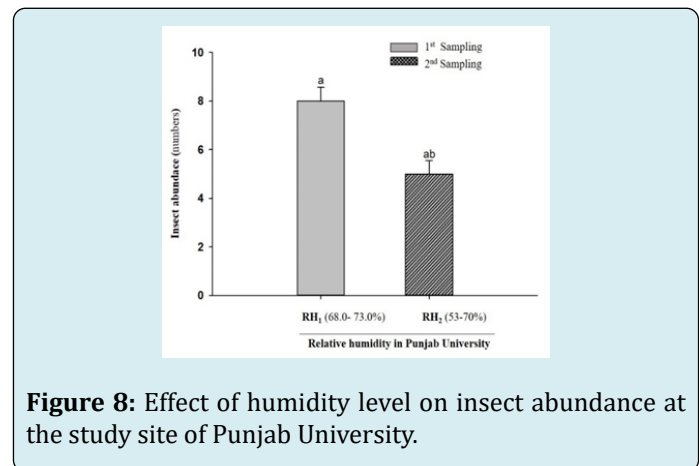 1st Sampling
2nd Sampling
10
8
6
4
2
0
Insect abundace (numbers)
a
ab
RH1 (68.0- 73.0%) RH2 (53-70%)
Relative humidity in Punjab University
Figure 8: Effect of humidity level on insect abundance at
the study site of Punjab University.